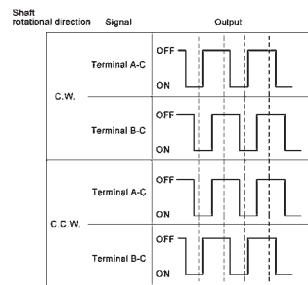 Shaft
rotational direction Signal Output
C.W.
Terminal A-C
OFF
ON
Terminal B-C
OFF
ON
C.C.W.
Terminal A-C
OFF
ON
Terminal B-C
OFF
ON